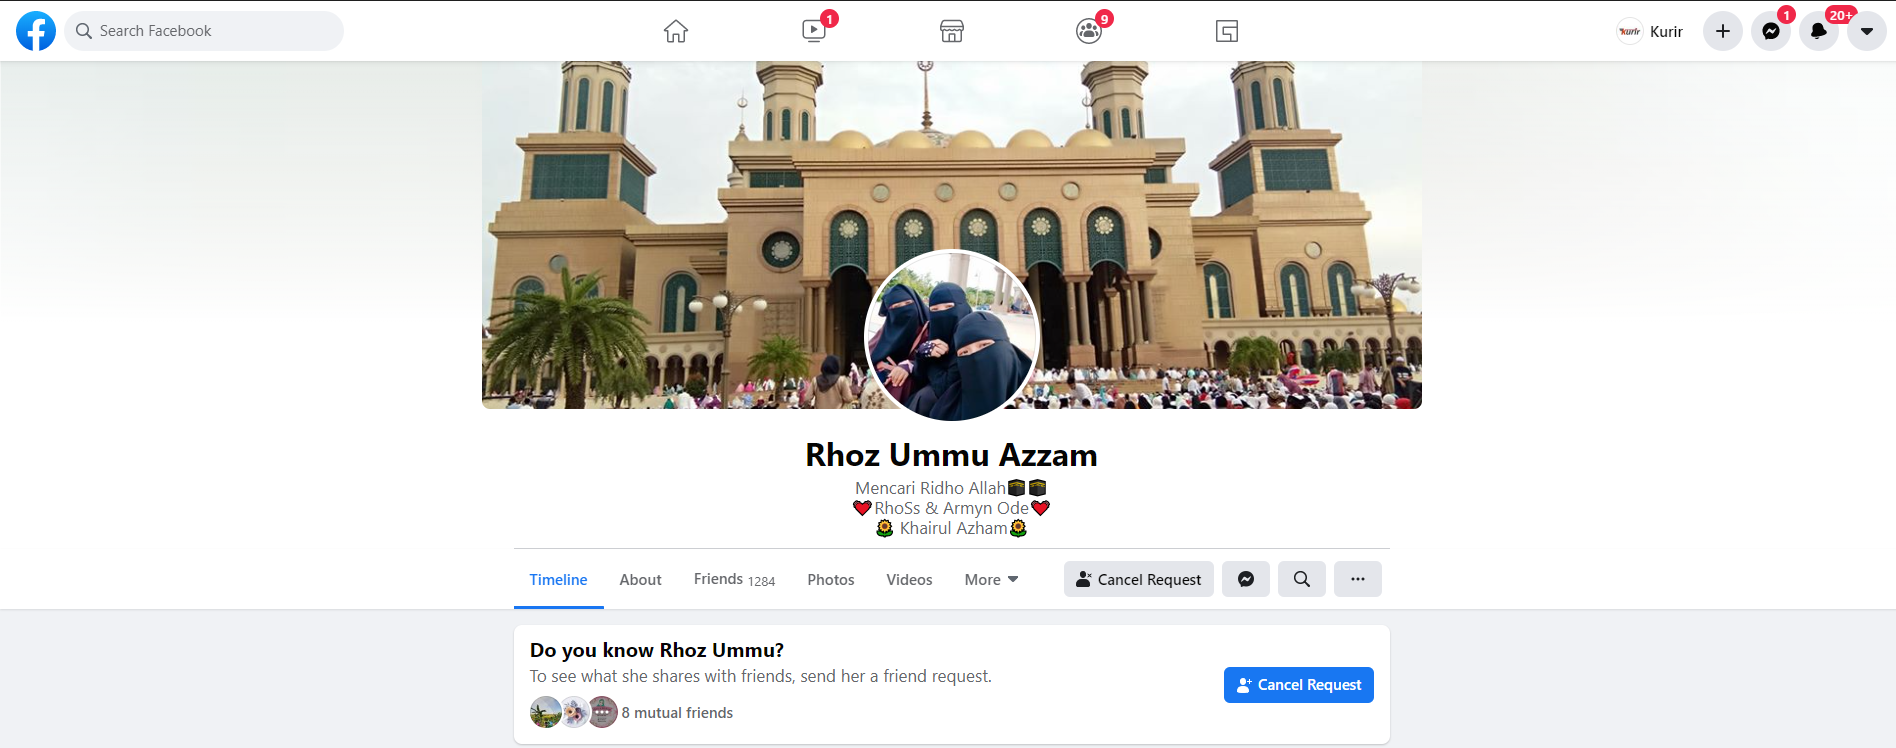 Search Facebook
1
9
Kurir
Kurir
1
20+
Rhoz Ummu Azzam
Mencari Ridho Allah🕋🕋
❤️RhoSs & Armyn Ode❤️
🌻 Khairul Azham🌻
Timeline
About
Friends 1284
Photos
Videos
More
Cancel Request
Do you know Rhoz Ummu?
To see what she shares with friends, send her a friend request.
Cancel Request
8 mutual friends